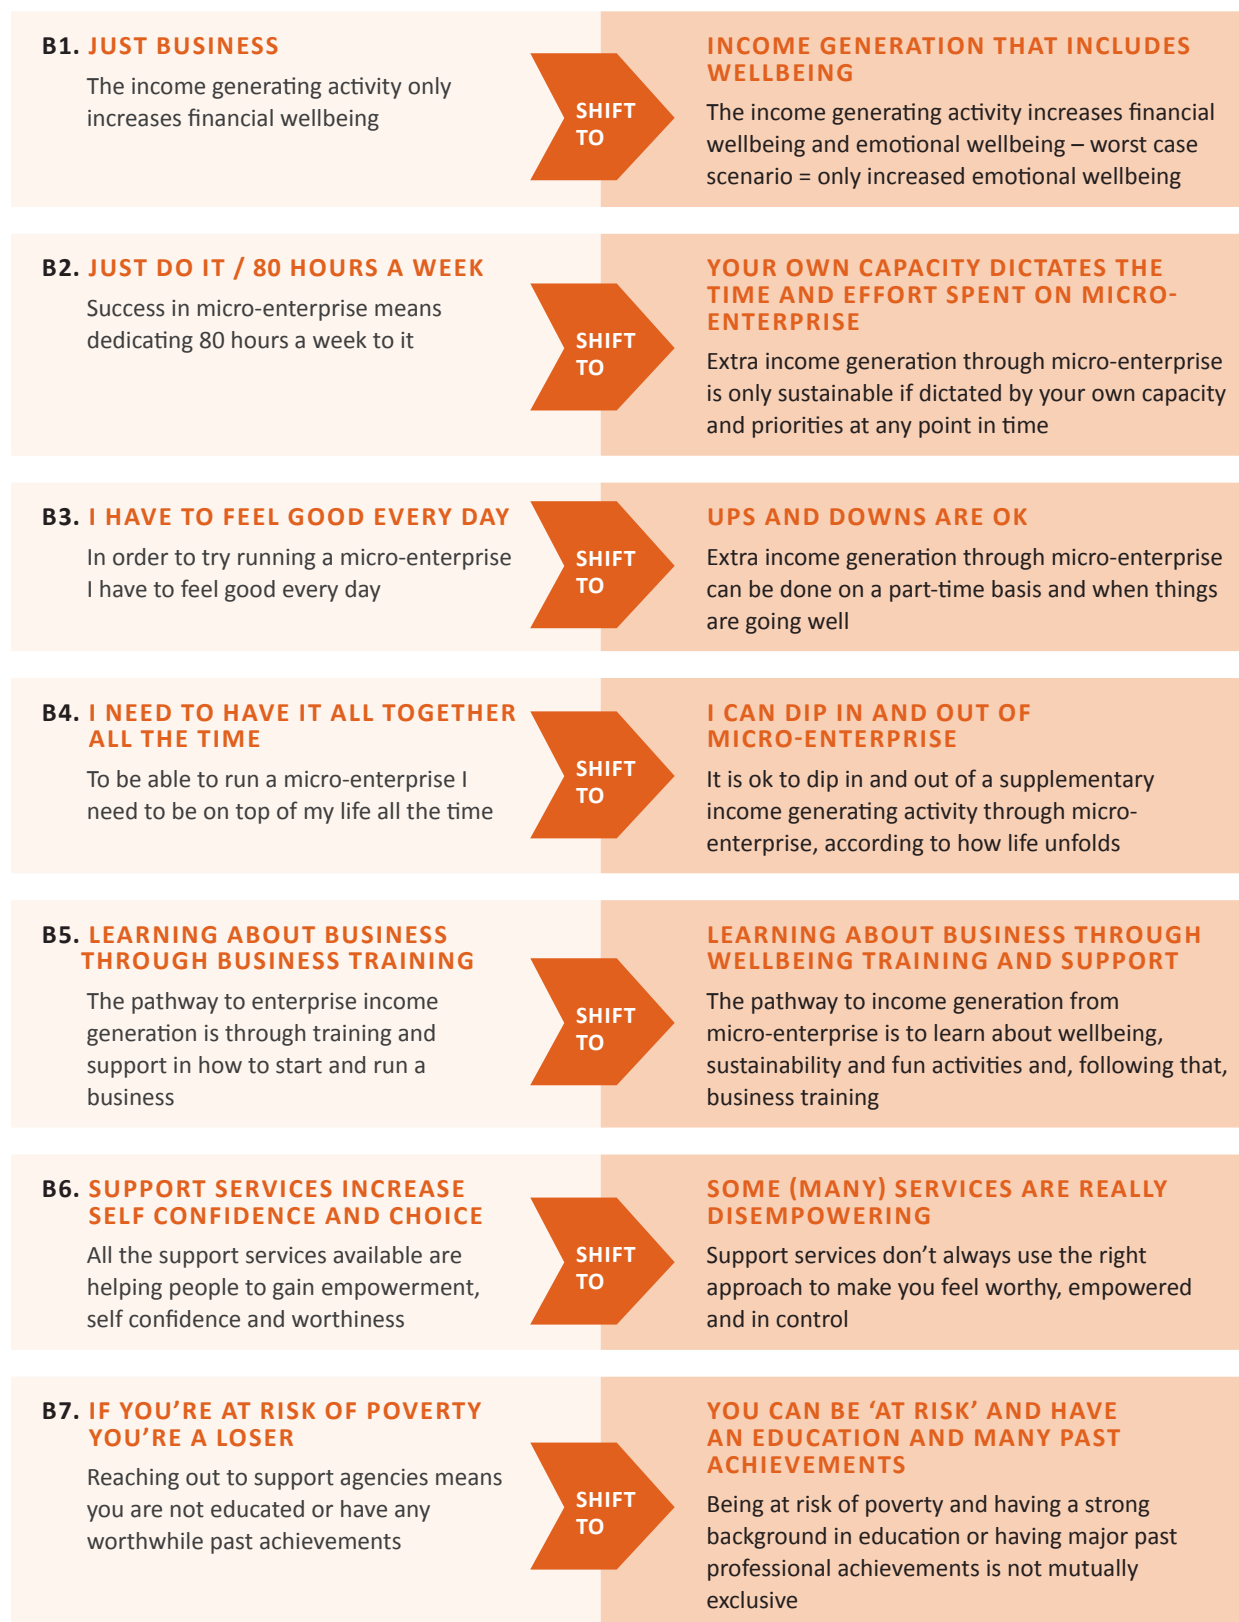 B1. JUST BUSINESS
The income generating activity only
increases financial wellbeing
SHIFT
TO
INCOME GENERATION THAT INCLUDES
WELLBEING
The income generating activity increases financial
wellbeing and emotional wellbeing – worst case
scenario = only increased emotional wellbeing
B2. JUST DO IT / 80 HOURS A WEEK
Success in micro-enterprise means
dedicating 80 hours a week to it
SHIFT
TO
YOUR OWN CAPACITY DICTATES THE
TIME AND EFFORT SPENT ON MICRO-
ENTERPRISE
Extra income generation through micro-enterprise
is only sustainable if dictated by your own capacity
and priorities at any point in time
B3. I HAVE TO FEEL GOOD EVERY DAY
In order to try running a micro-enterprise
I have to feel good every day
SHIFT
TO
UPS AND DOWNS ARE OK
Extra income generation through micro-enterprise
can be done on a part-time basis and when things
are going well
B4. I NEED TO HAVE IT ALL TOGETHER
ALL THE TIME
To be able to run a micro-enterprise I
need to be on top of my life all the time
SHIFT
TO
I CAN DIP IN AND OUT OF
MICRO-ENTERPRISE
It is ok to dip in and out of a supplementary
income generating activity through micro-
enterprise, according to how life unfolds
B5. LEARNING ABOUT BUSINESS
THROUGH BUSINESS TRAINING
The pathway to enterprise income
generation is through training and
support in how to start and run a
business
SHIFT
TO
LEARNING ABOUT BUSINESS THROUGH
WELLBEING TRAINING AND SUPPORT
The pathway to income generation from
micro-enterprise is to learn about wellbeing,
sustainability and fun activities and, following that,
business training
B6. SUPPORT SERVICES INCREASE
SELF CONFIDENCE AND CHOICE
All the support services available are
helping people to gain empowerment,
self confidence and worthiness
SHIFT
TO
SOME (MANY) SERVICES ARE REALLY
DISEMPOWERING
Support services don’t always use the right
approach to make you feel worthy, empowered
and in control
B7. IF YOU’RE AT RISK OF POVERTY
YOU’RE A LOSER
Reaching out to support agencies means
you are not educated or have any
worthwhile past achievements
SHIFT
TO
YOU CAN BE ‘AT RISK’ AND HAVE
AN EDUCATION AND MANY PAST
ACHIEVEMENTS
Being at risk of poverty and having a strong
background in education or having major past
professional achievements is not mutually
exclusive